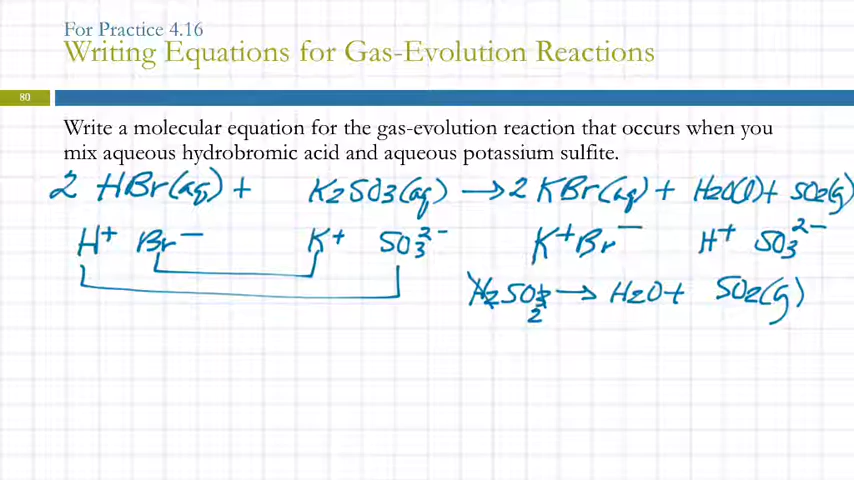 For Practice 4.16
Writing Equations for Gas-Evolution Reactions
80
Write a molecular equation for the gas-evolution reaction that occurs when you
mix aqueous hydrobromic acid and aqueous potassium sulfite.
2 HBr(aq) + K2SO3(aq) → 2 KBr(aq) + H2O(l) + SO2(g)
H+ Br− K+ SO3 2− K+ Br− H+ SO3 2−
H2SO3 2 → H2O + SO2(g)